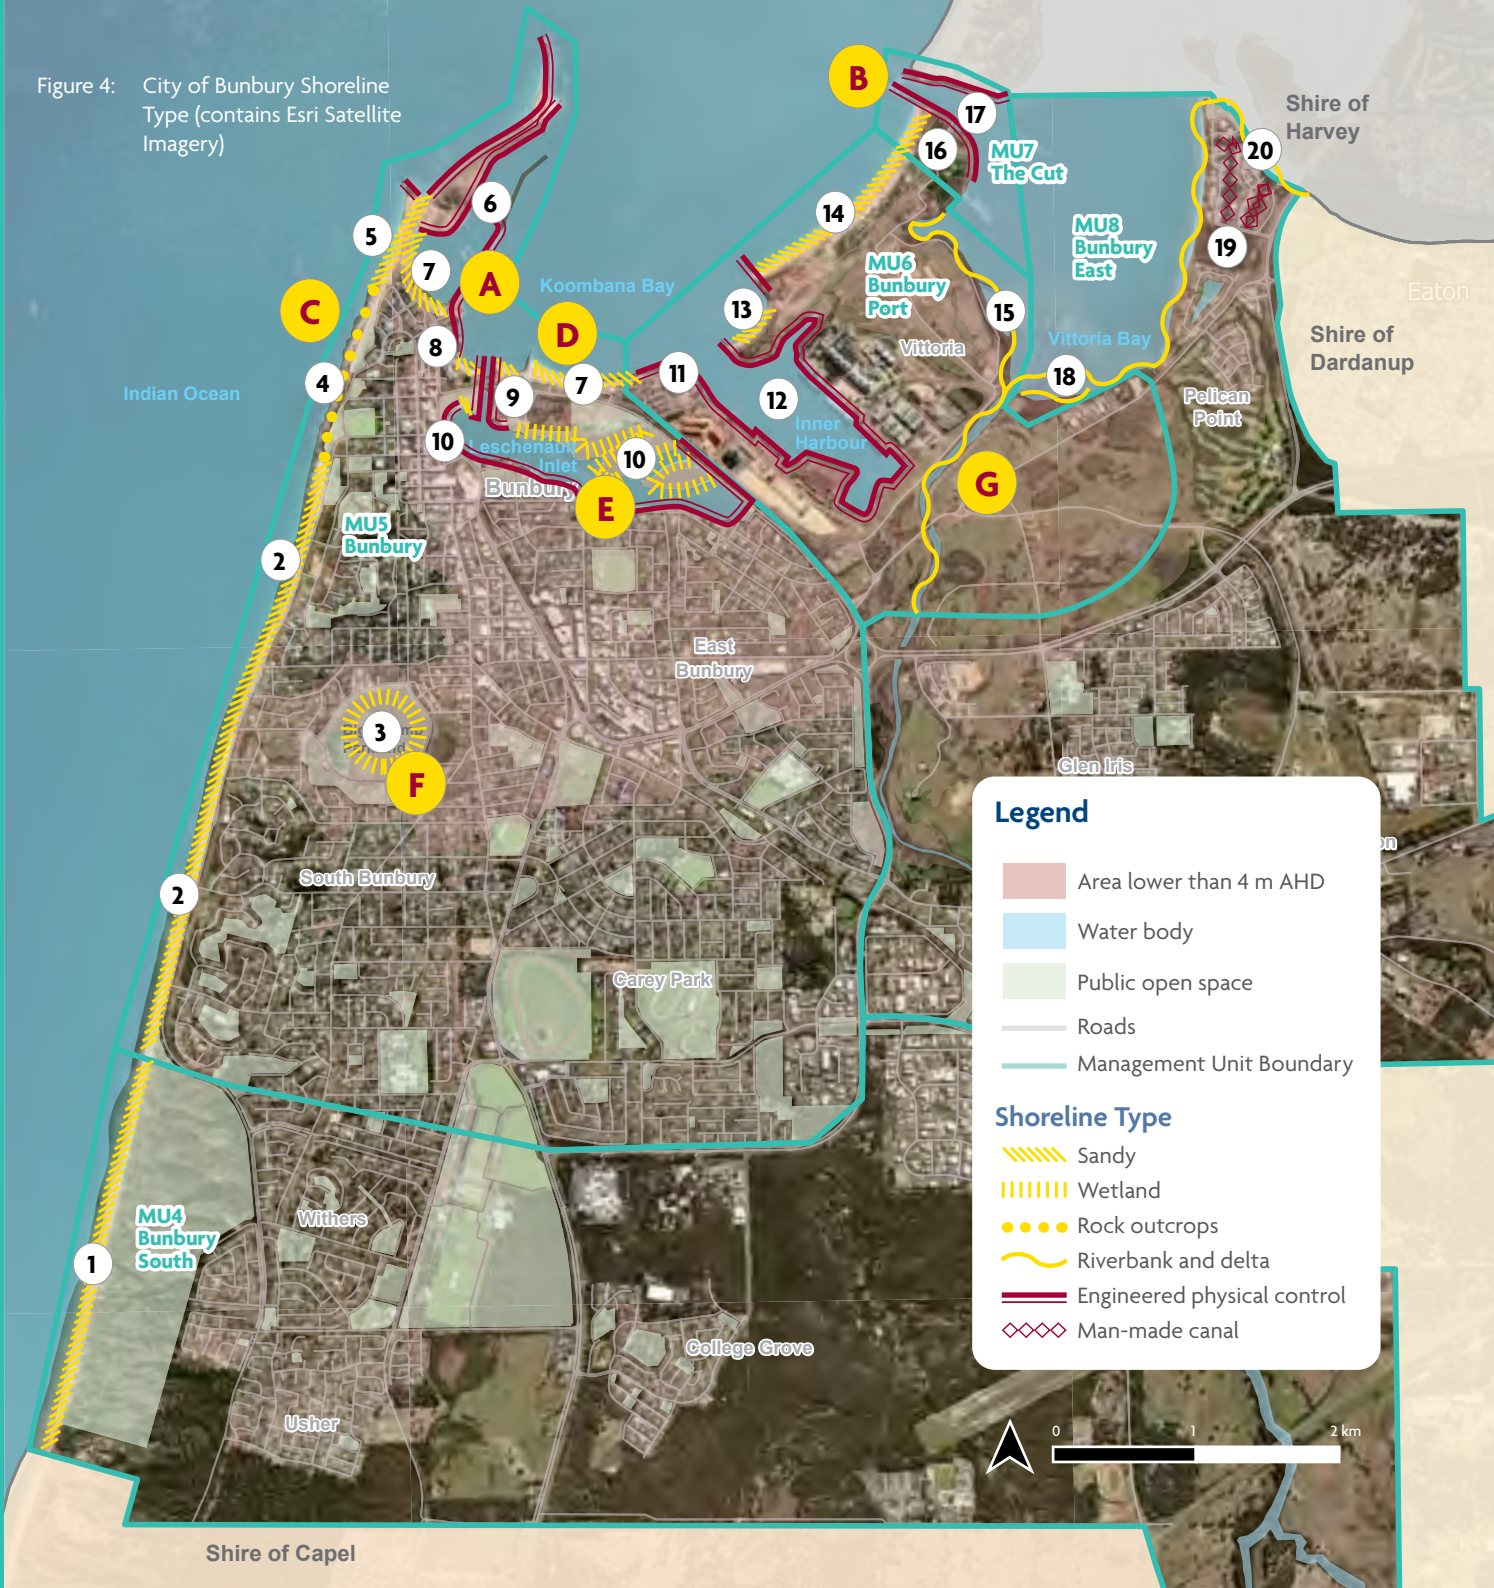 Figure 4: City of Bunbury Shoreline
Type (contains Esri Satellite
Imagery)
B
Shire of
Harvey
17
16
MU7
The Cut
20
6
14
5
MU8
Bunbury
East
19
7
A
MU6
Bunbury
Port
Koombana Bay
Eaton
C
13
15
D
8
Vittoria
Vittoria Bay
Shire of
Dardanup
Indian Ocean
4
7
11
18
9
12
Pelican
Point
10
Inner
Harbour
Leschenault
Inlet
10
Bunbury
E
G
MU5
Bunbury
2
East
Bunbury
3
F
Glen Iris
South Bunbury
2
Carey Park
MU4
Bunbury
South
Withers
1
College Grove
Usher
Shire of Capel
Legend
Area lower than 4 m AHD
Water body
Public open space
Roads
Management Unit Boundary
Shoreline Type
Sandy
Wetland
Rock outcrops
Riverbank and delta
Engineered physical control
Man-made canal
on
0 1 2 km